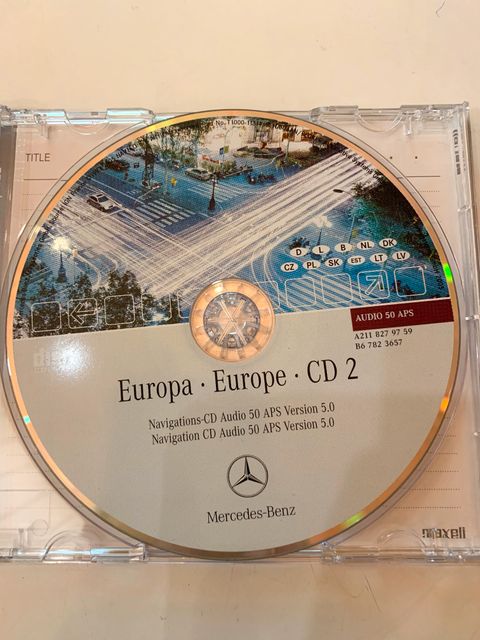 TITLE
D L B NL DK
CZ PL SK EST LT LV
AUDIO 50 APS
A211 827 97 59
B6 782 3657
Europa · Europe · CD 2
Navigations-CD Audio 50 APS Version 5.0
Navigation CD Audio 50 APS Version 5.0
Mercedes-Benz
maxell